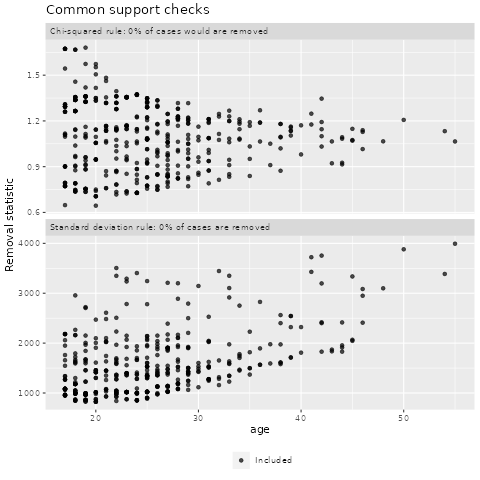 Common support checks
Chi-squared rule: 0% of cases would are removed
1.5
1.2
0.9
0.6
Standard deviation rule: 0% of cases are removed
4000
3000
2000
1000
20
30
40
50
Removal statistic
age
Included